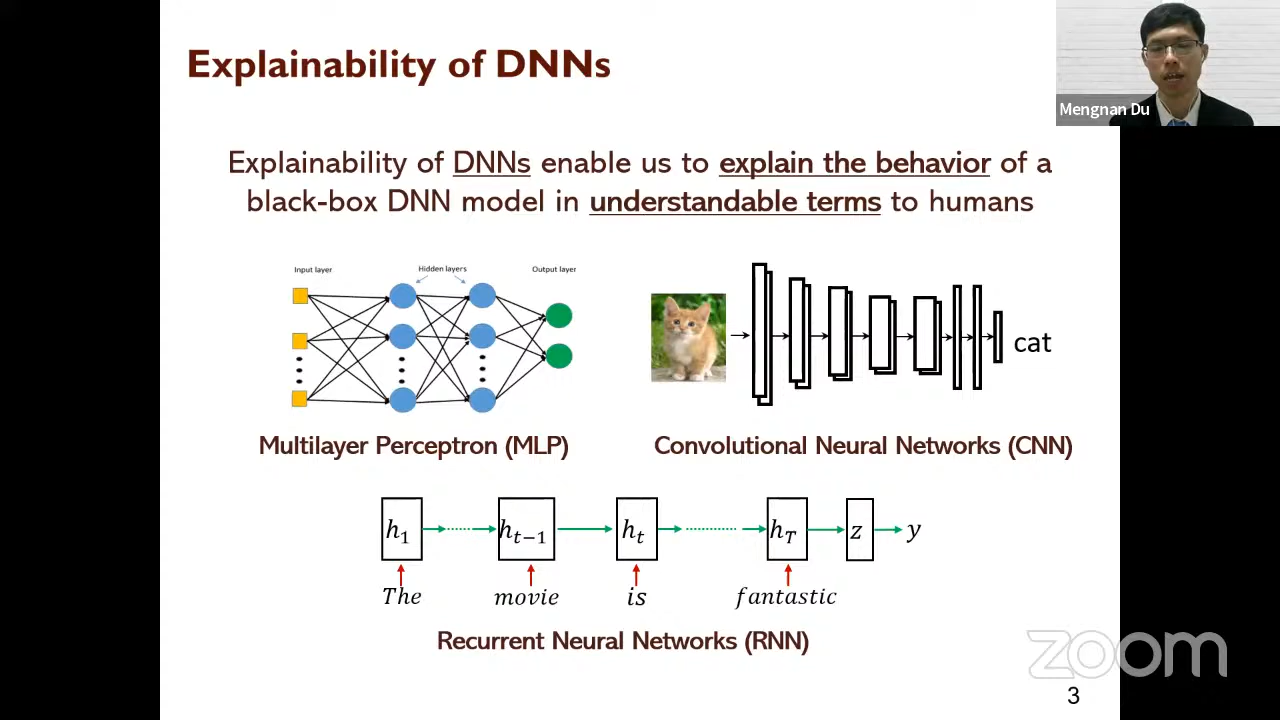 Explainability of DNNs
Mengnan Du
Explainability of DNNs enable us to explain the behavior of a
black-box DNN model in understandable terms to humans
Input layer
Hidden layers
Output layer
cat
Multilayer Perceptron (MLP)
Convolutional Neural Networks (CNN)
h₁ hₜ₋₁ hₜ h_T z y
The movie is fantastic
Recurrent Neural Networks (RNN)
zoom
3